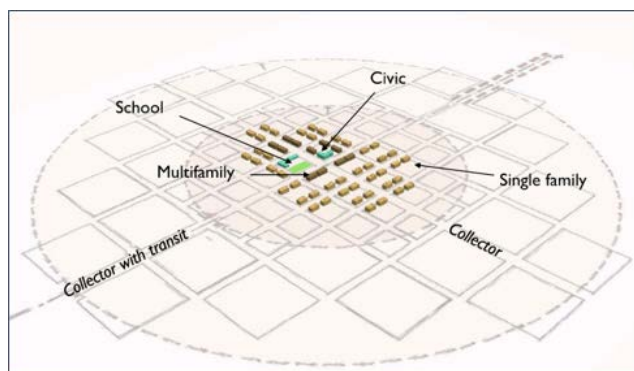 Civic
School
Multifamily
Single family
Collector
Collector with transit